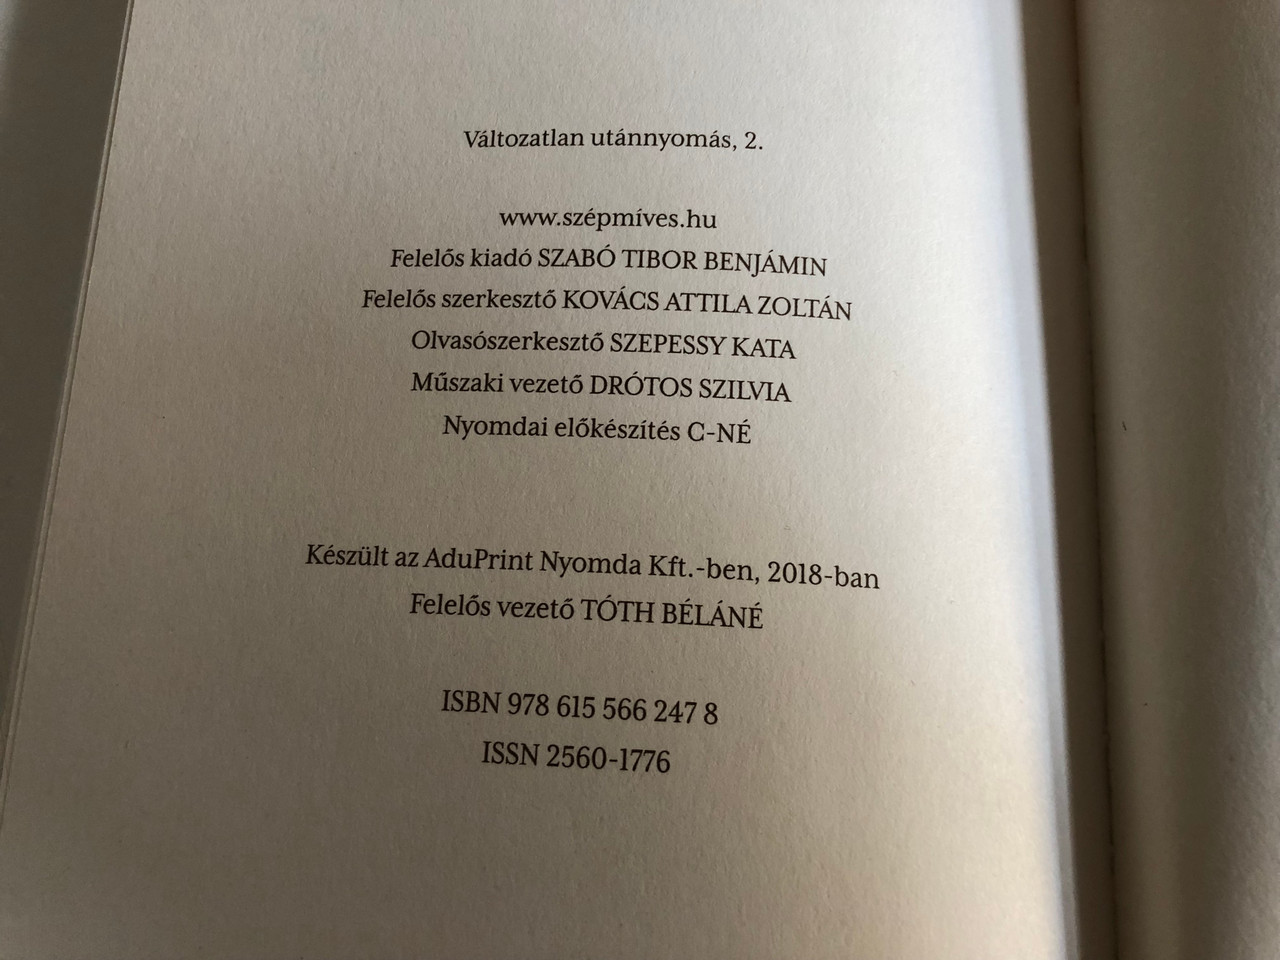 Változatlan utánnyomás, 2.
www.szépmíves.hu
Felelős kiadó SZABÓ TIBOR BENJÁMIN
Felelős szerkesztő KOVÁCS ATTILA ZOLTÁN
Olvasószerkesztő SZEPESSY KATA
Műszaki vezető DRÓTOS SZILVIA
Nyomdai előkészítés C-NÉ
Készült az AduPrint Nyomda Kft.-ben, 2018-ban
Felelős vezető TÓTH BÉLÁNÉ
ISBN 978 615 566 247 8
ISSN 2560-1776